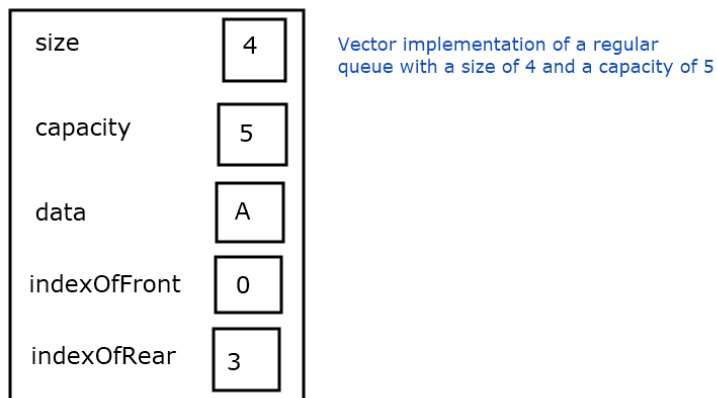 size 4
Vector implementation of a regular
queue with a size of 4 and a capacity of 5
capacity 5
data A
indexOfFront 0
indexOfRear 3